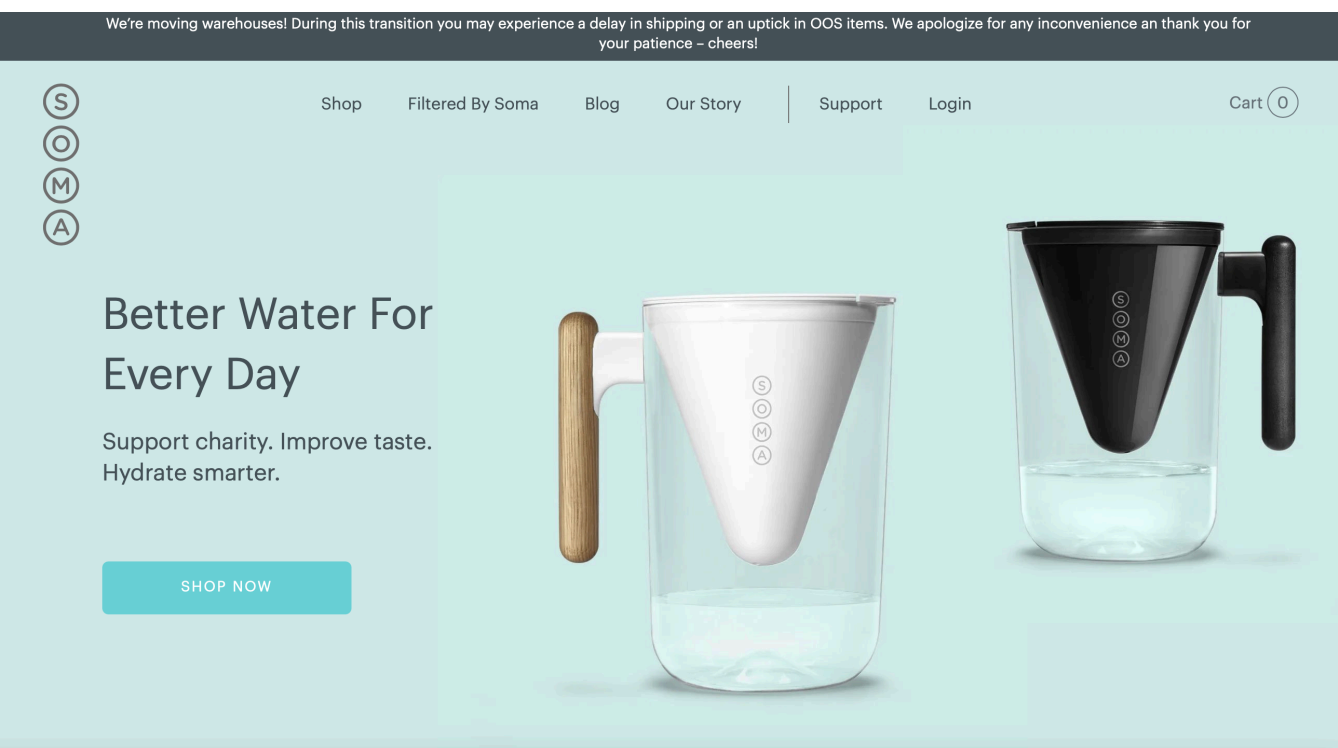 We’re moving warehouses! During this transition you may experience a delay in shipping or an uptick in OOS items. We apologize for any inconvenience an thank you for
your patience – cheers!
S
O
M
A
Shop
Filtered By Soma
Blog
Our Story
Support
Login
Cart 0
Better Water For
Every Day
Support charity. Improve taste.
Hydrate smarter.
SHOP NOW
S
O
M
A
S
O
M
A